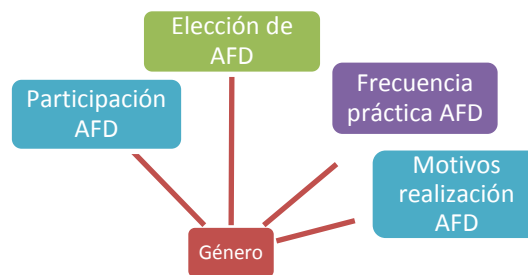 Elección de
AFD
Participación
AFD
Frecuencia
práctica AFD
Motivos
realización
AFD
Género